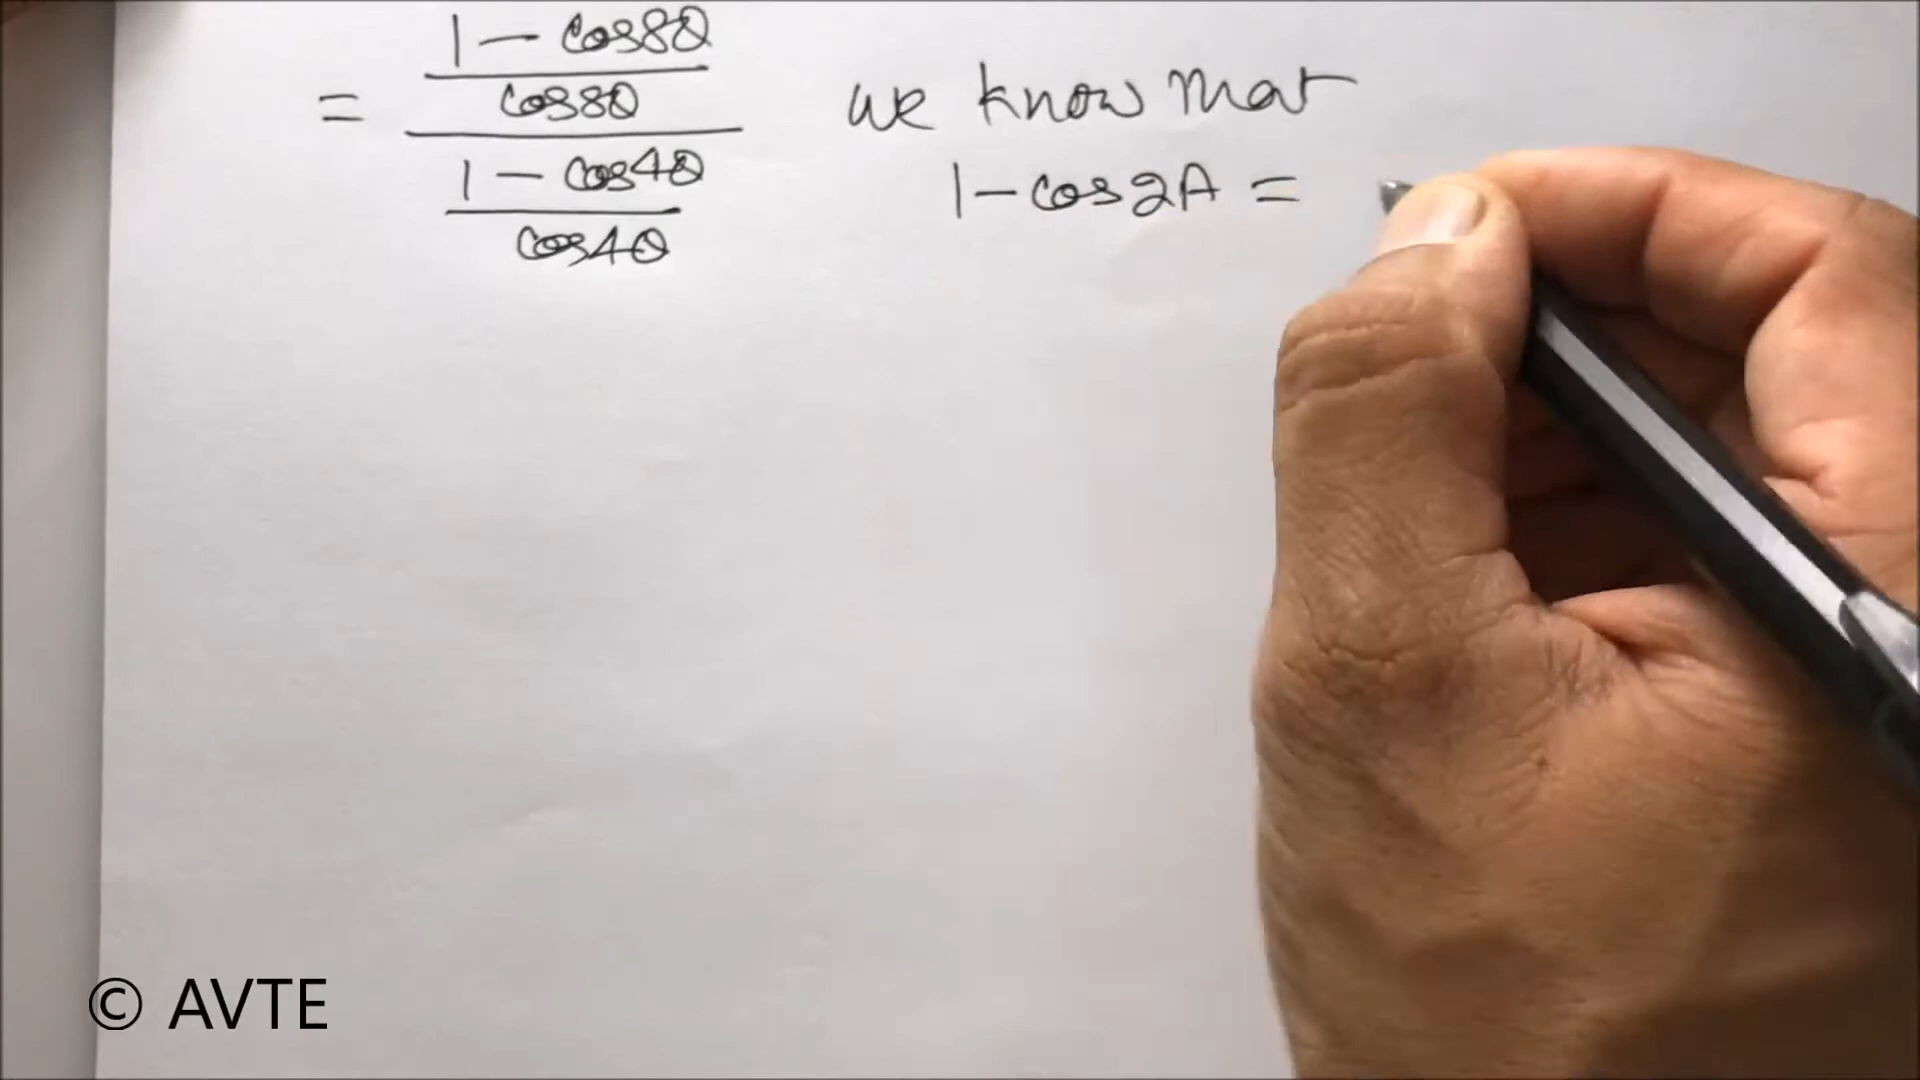 1 - cos8θ
cos8θ
=
1 - cos4θ
cos4θ
we know that
1 - cos2A =
© AVTE